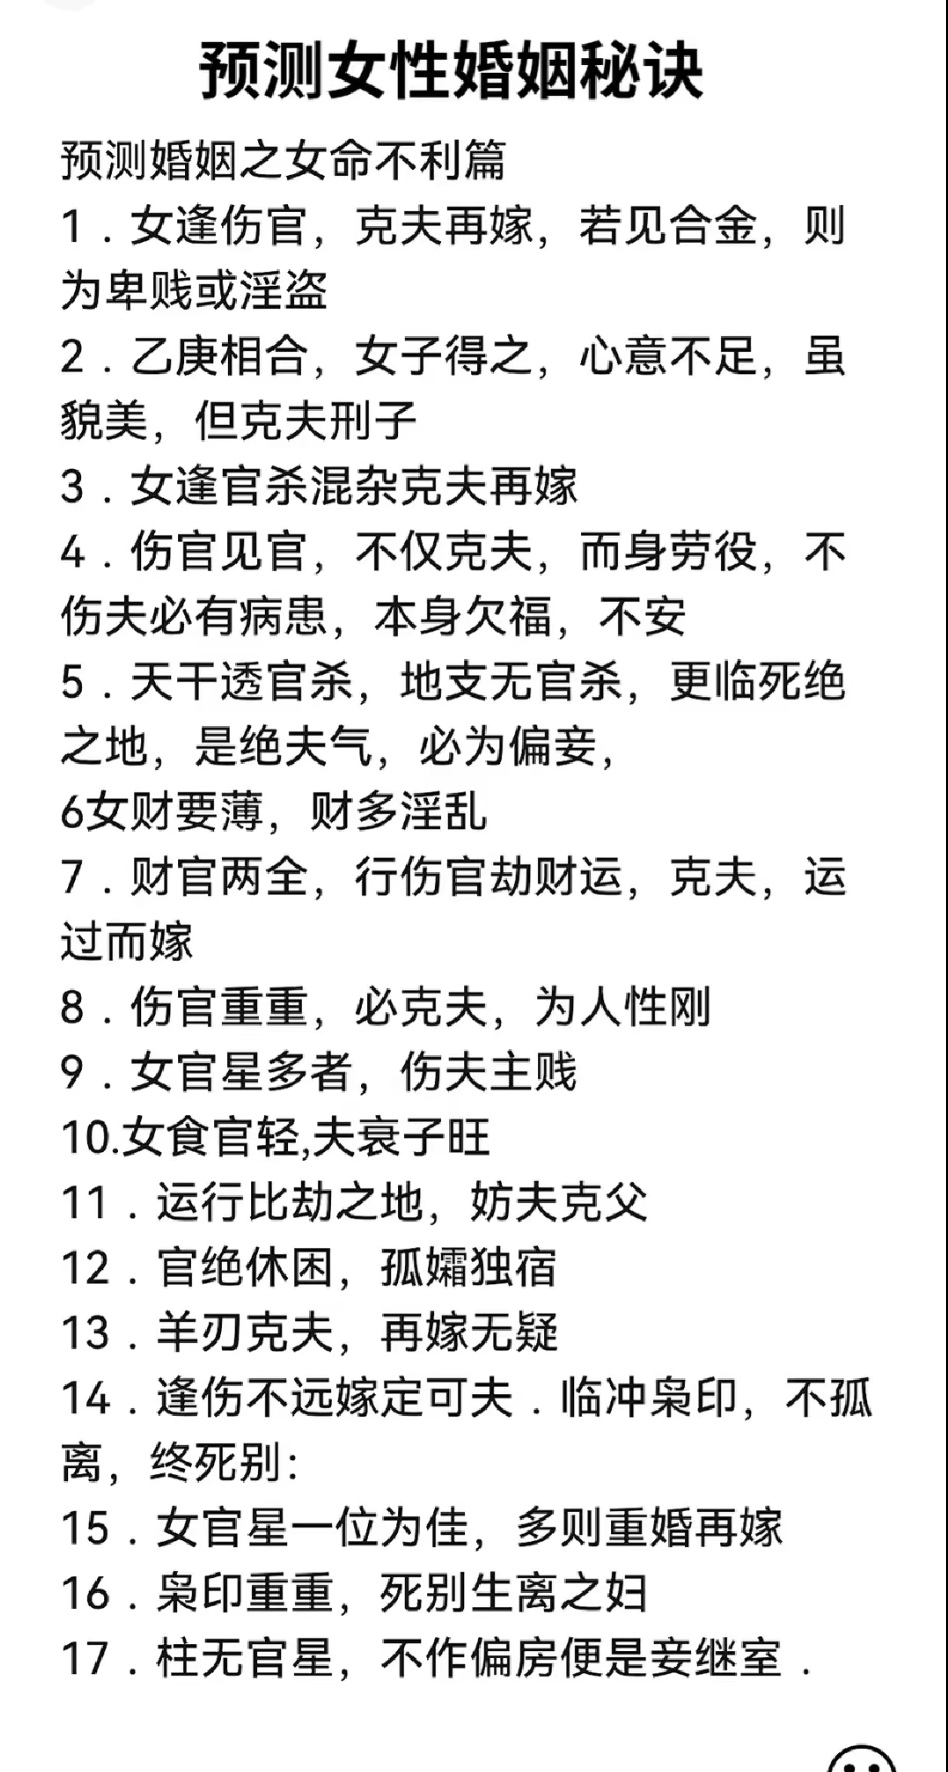 预测女性婚姻秘诀
预测婚姻之女命不利篇
1．女逢伤官，克夫再嫁，若见合金，则
为卑贱或淫盗
2．乙庚相合，女子得之，心意不足，虽
貌美，但克夫刑子
3．女逢官杀混杂克夫再嫁
4．伤官见官，不仅克夫，而身劳役，不
伤夫必有病患，本身欠福，不安
5．天干透官杀，地支无官杀，更临死绝
之地，是绝夫气，必为偏妾，
6女财要薄，财多淫乱
7．财官两全，行伤官劫财运，克夫，运
过而嫁
8．伤官重重，必克夫，为人性刚
9．女官星多者，伤夫主贱
10.女食官轻,夫衰子旺
11．运行比劫之地，妨夫克父
12．官绝休困，孤孀独宿
13．羊刃克夫，再嫁无疑
14．逢伤不远嫁定可夫．临冲枭印，不孤
离，终死别：
15．女官星一位为佳，多则重婚再嫁
16．枭印重重，死别生离之妇
17．柱无官星，不作偏房便是妾继室．